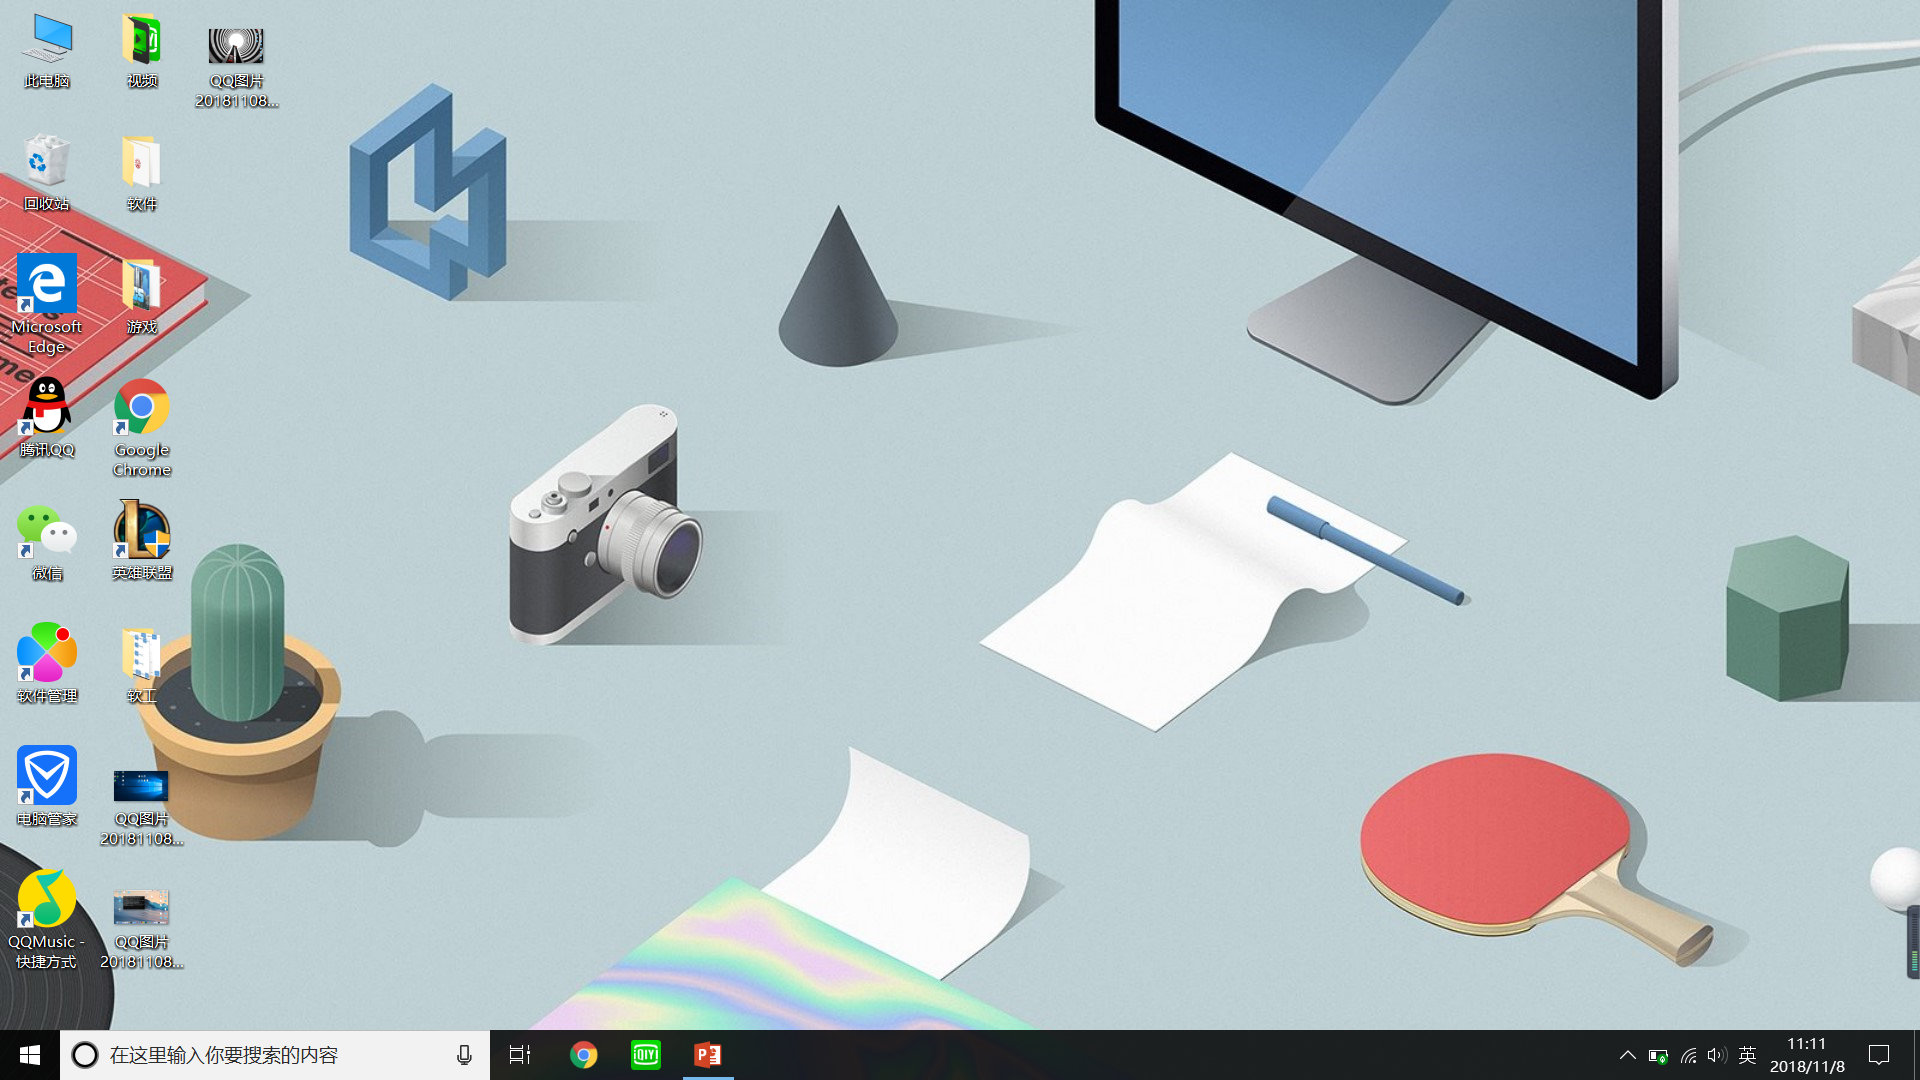 此电脑
视频
QQ图片
20181108...
回收站
软件
Microsoft
Edge
游戏
腾讯QQ
Google
Chrome
微信
英雄联盟
软件管理
软工
电脑管家
QQ图片
20181108...
QQMusic -
快捷方式
QQ图片
20181108...
me
在这里输入你要搜索的内容
iQIYI
英
11:11
2018/11/8